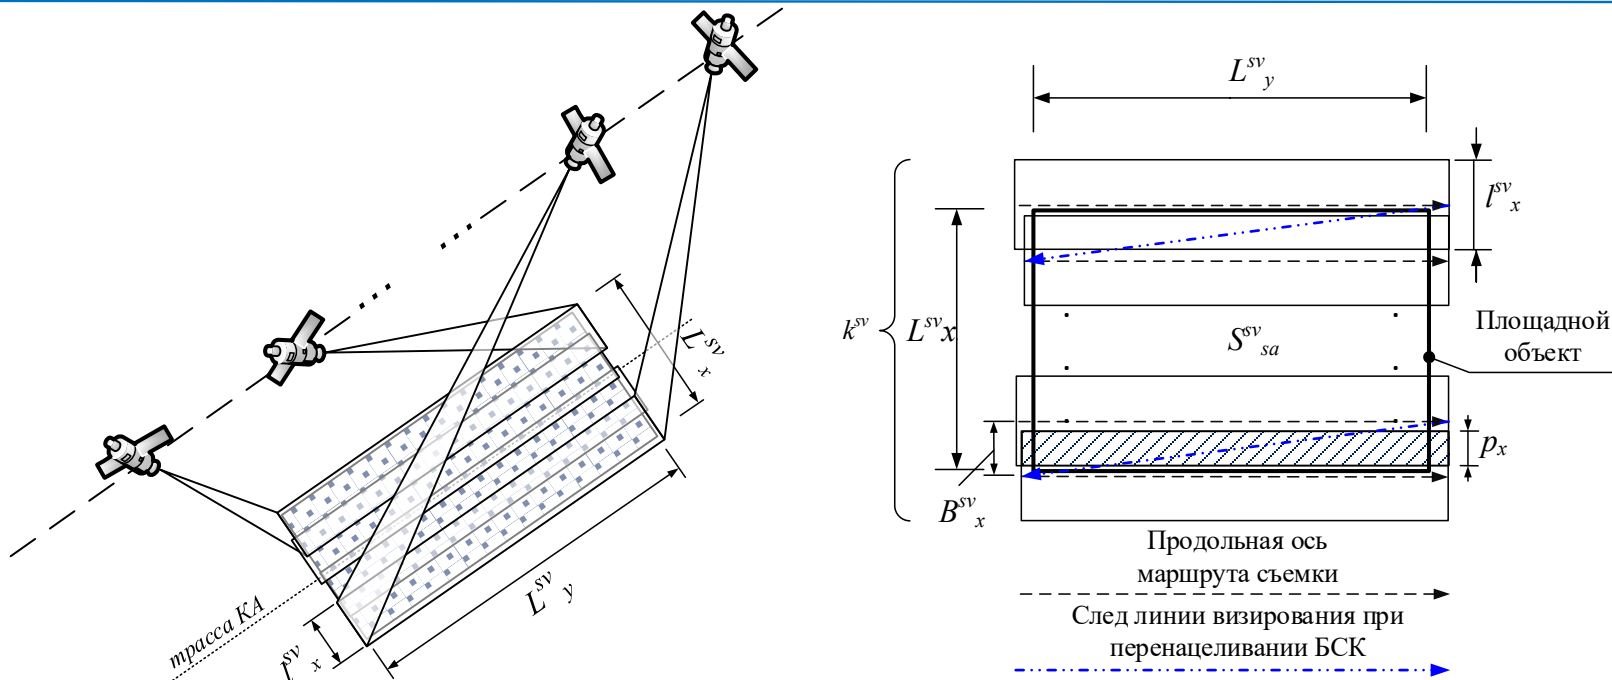 L^sv_x
L^sv_y
трасса КА
l^sv_x
L^sv_y
l^sv_x
k^sv
L^sv x
S^sv_sa
Площадной
объект
p_x
B^sv_x
Продольная ось
маршрута съемки
След линии визирования при
перенацеливании БСК